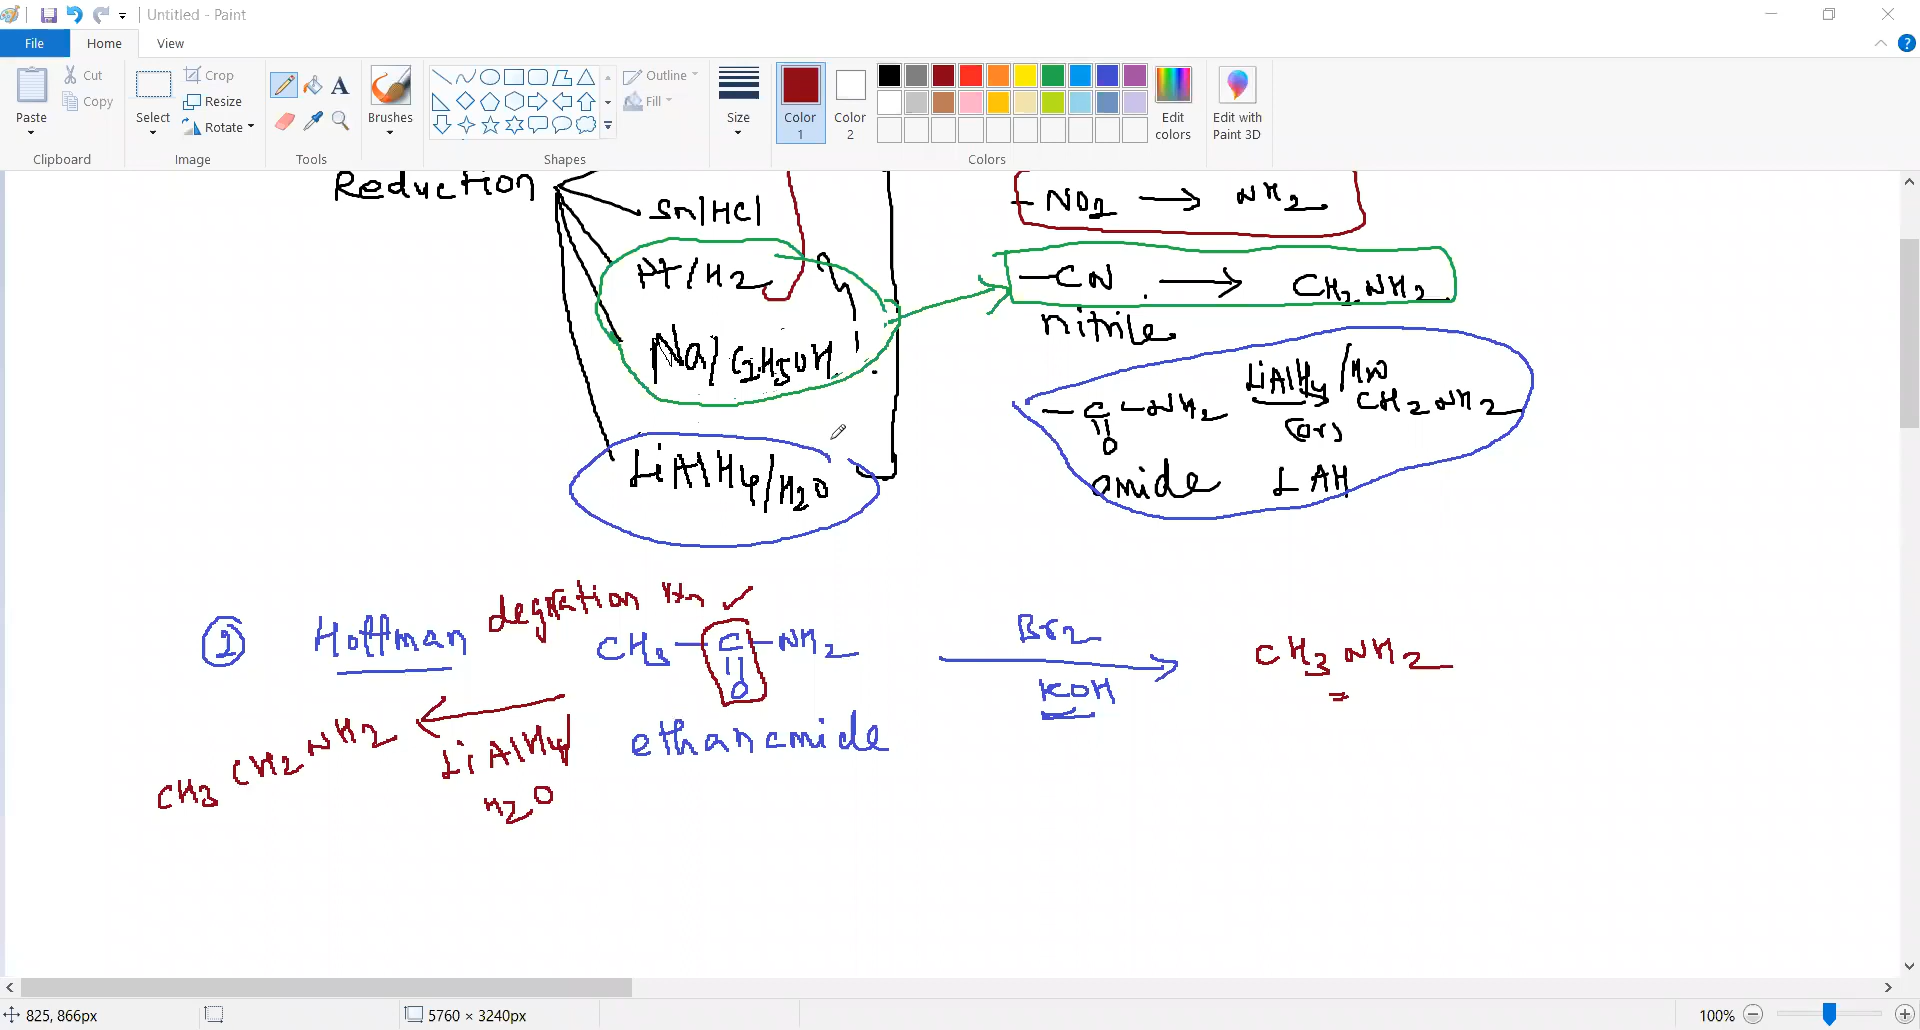 Untitled - Paint
File Home View
Paste
Cut
Copy
Clipboard
Select
Crop
Resize
Rotate
Image
Tools
Brushes
Shapes
Outline
Fill
Size
Color 1
Color 2
Edit colors
Edit with Paint 3D
Colors
Reduction
Sn/HCl
Pt/H2
Na/C2H5OH
LiAlH4/H2O
- NO2 → NH2
-CN → CH2NH2
nitrile
-C-NH2 LiAlH4/H2O CH2NH2
O (or)
amide LAH
2 Hoffman degration rxn ✓
CH3-C-NH2 Br2 CH3NH2
O KOH
ethanamide
CH3CH2NH2 LiAlH4/
H2O
825, 866px
5760 × 3240px
100%